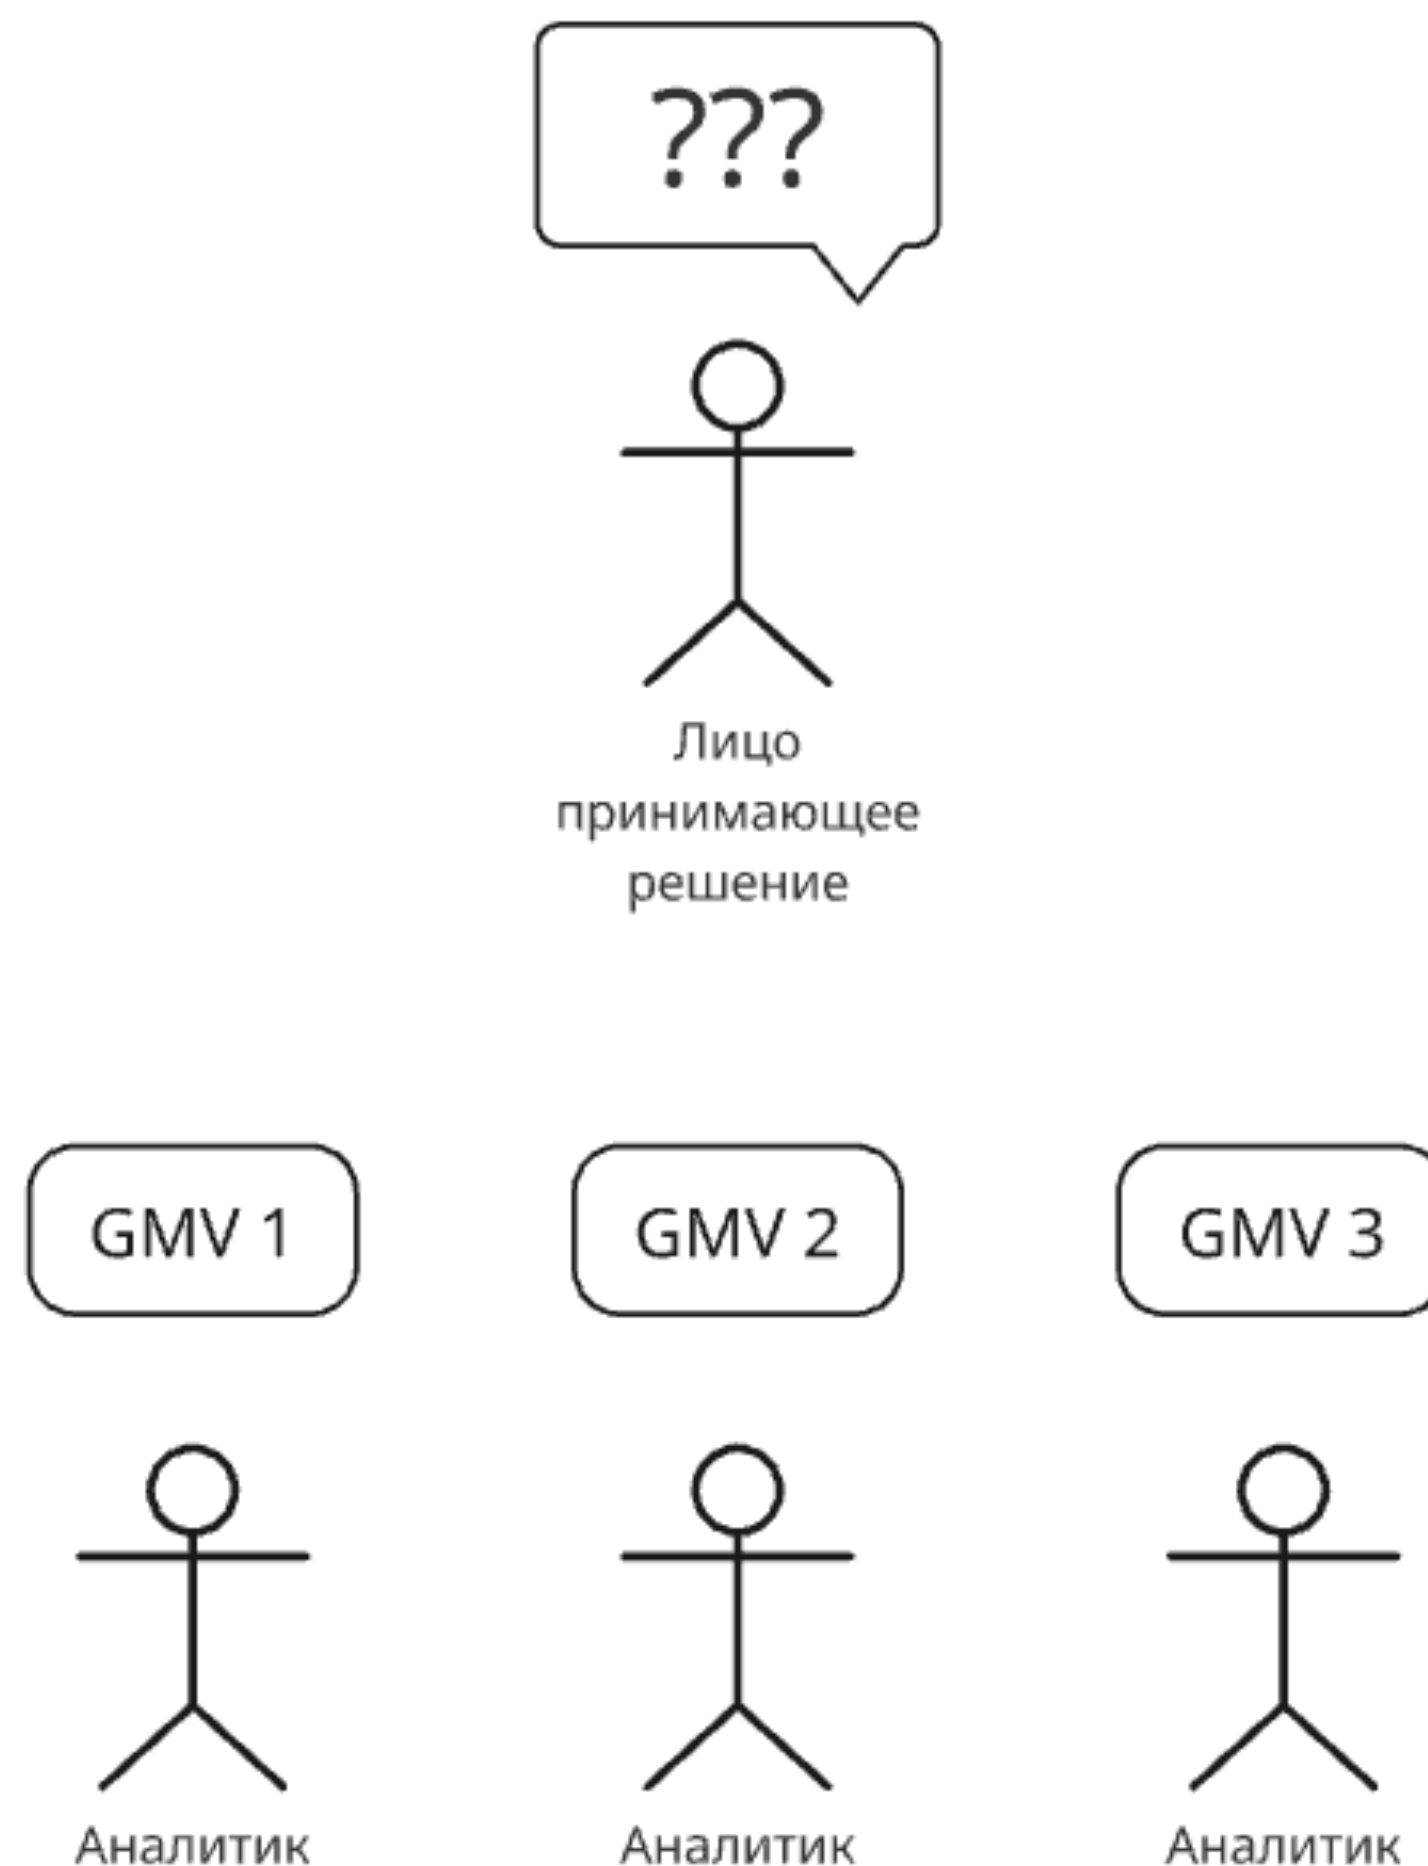 ???
Лицо
принимающее
решение
GMV 1
GMV 2
GMV 3
Аналитик
Аналитик
Аналитик